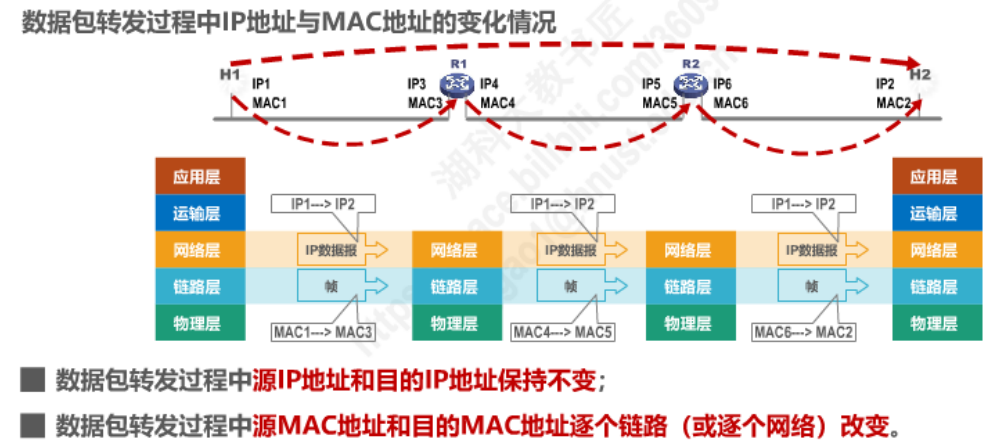 数据包转发过程中IP地址与MAC地址的变化情况
H1 R1 R2 H2
IP1 IP3 IP4 IP5 IP6 IP2
MAC1 MAC3 MAC4 MAC5 MAC6 MAC2
应用层 应用层
运输层 IP1---> IP2 IP1---> IP2 IP1---> IP2 运输层
网络层 IP数据报 网络层 IP数据报 网络层 IP数据报 网络层
链路层 帧 链路层 帧 链路层 帧 链路层
物理层 MAC1---> MAC3 物理层 MAC4---> MAC5 物理层 MAC6---> MAC2 物理层
数据包转发过程中源IP地址和目的IP地址保持不变；
数据包转发过程中源MAC地址和目的MAC地址逐个链路（或逐个网络）改变。
湖科大教书匠